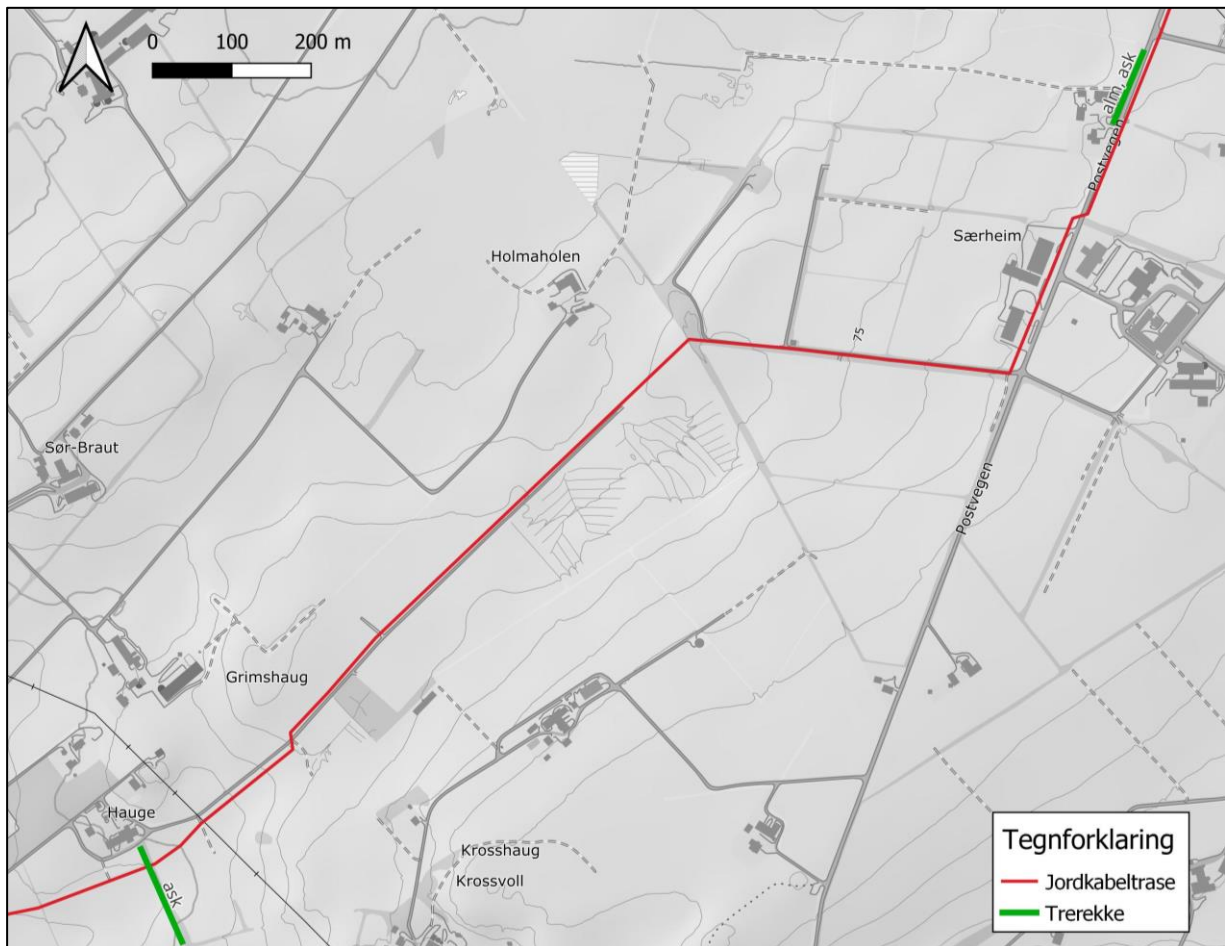 0 100 200 m
alm, ask
Postvegen
Særheim
Holmaholen
75
Sør-Braut
Postvegen
Grimshaug
Hauge
Krosshaug
Krossvoll
ask
Tegnforklaring
Jordkabeltrase
Trerekke